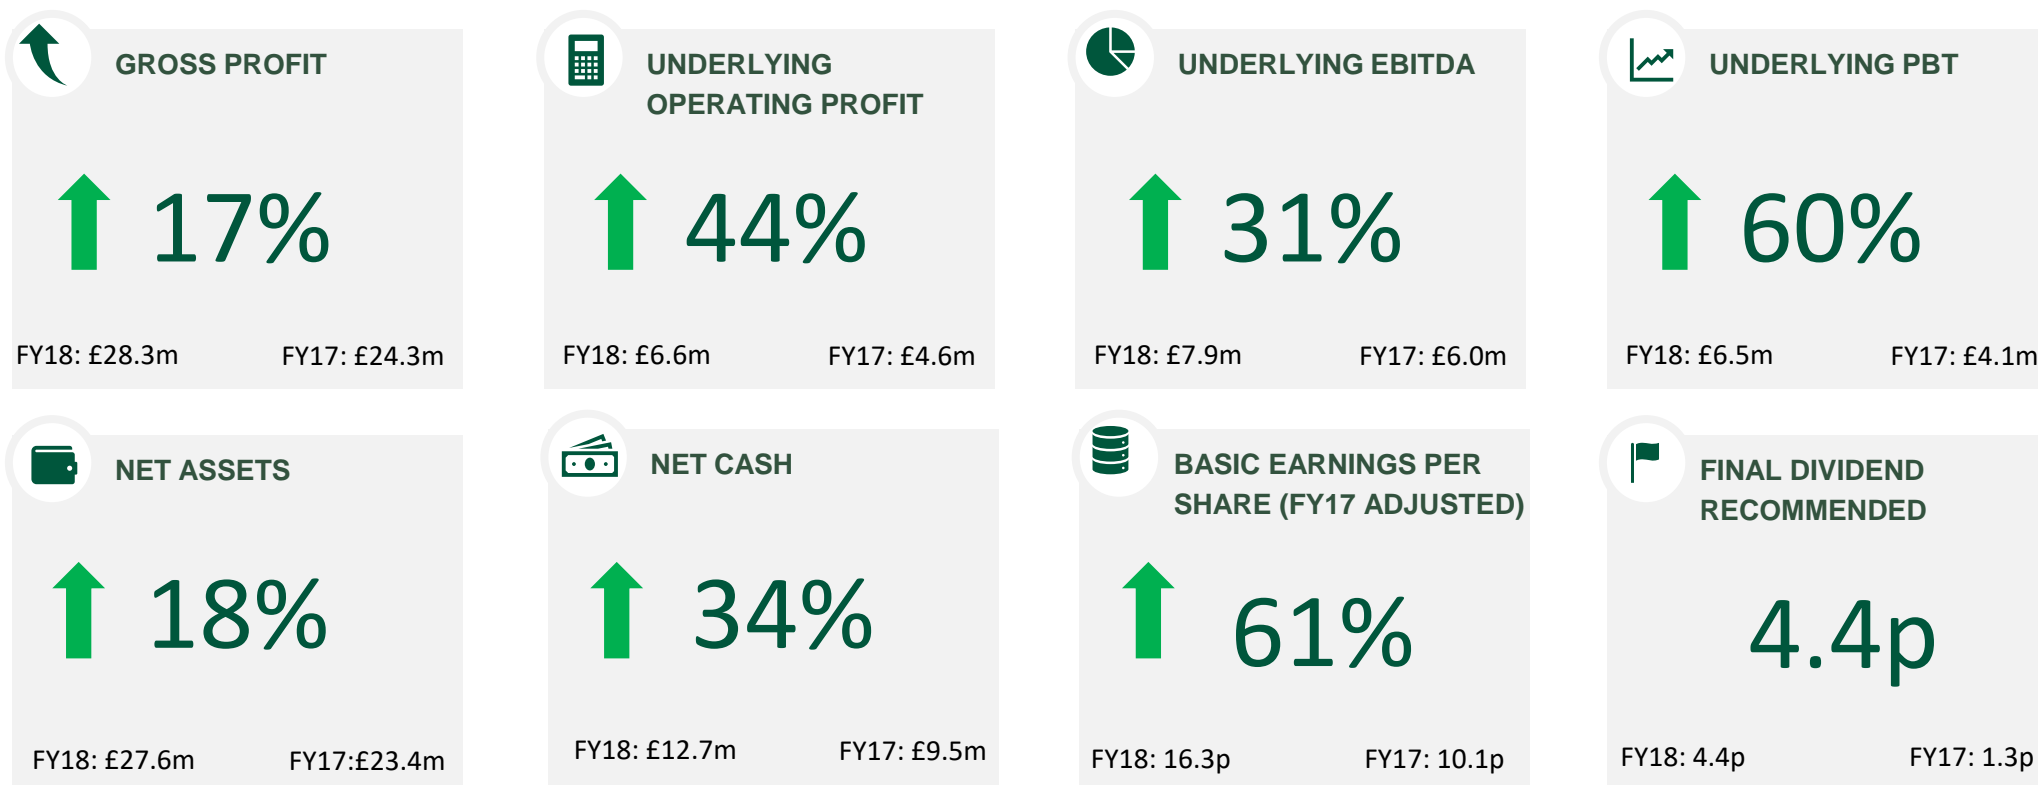 GROSS PROFIT
17%
FY18: £28.3m FY17: £24.3m
UNDERLYING
OPERATING PROFIT
44%
FY18: £6.6m FY17: £4.6m
UNDERLYING EBITDA
31%
FY18: £7.9m FY17: £6.0m
UNDERLYING PBT
60%
FY18: £6.5m FY17: £4.1m
NET ASSETS
18%
FY18: £27.6m FY17:£23.4m
NET CASH
34%
FY18: £12.7m FY17: £9.5m
BASIC EARNINGS PER
SHARE (FY17 ADJUSTED)
61%
FY18: 16.3p FY17: 10.1p
FINAL DIVIDEND
RECOMMENDED
4.4p
FY18: 4.4p FY17: 1.3p